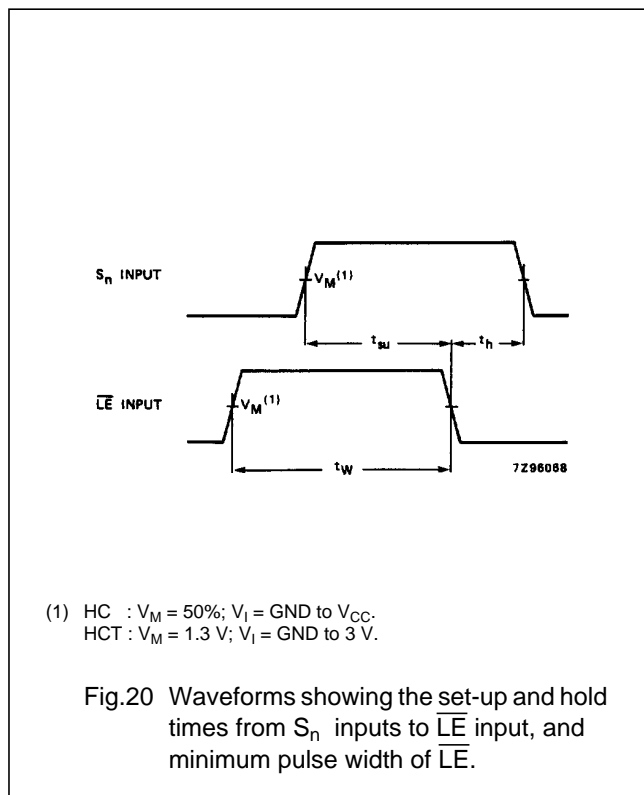 Sn INPUT
VM(1)
tsu
th
LE INPUT
VM(1)
tW
7Z96068
(1) HC : VM = 50%; VI = GND to VCC.
HCT : VM = 1.3 V; VI = GND to 3 V.
Fig.20 Waveforms showing the set-up and hold
times from Sn inputs to LE input, and
minimum pulse width of LE.